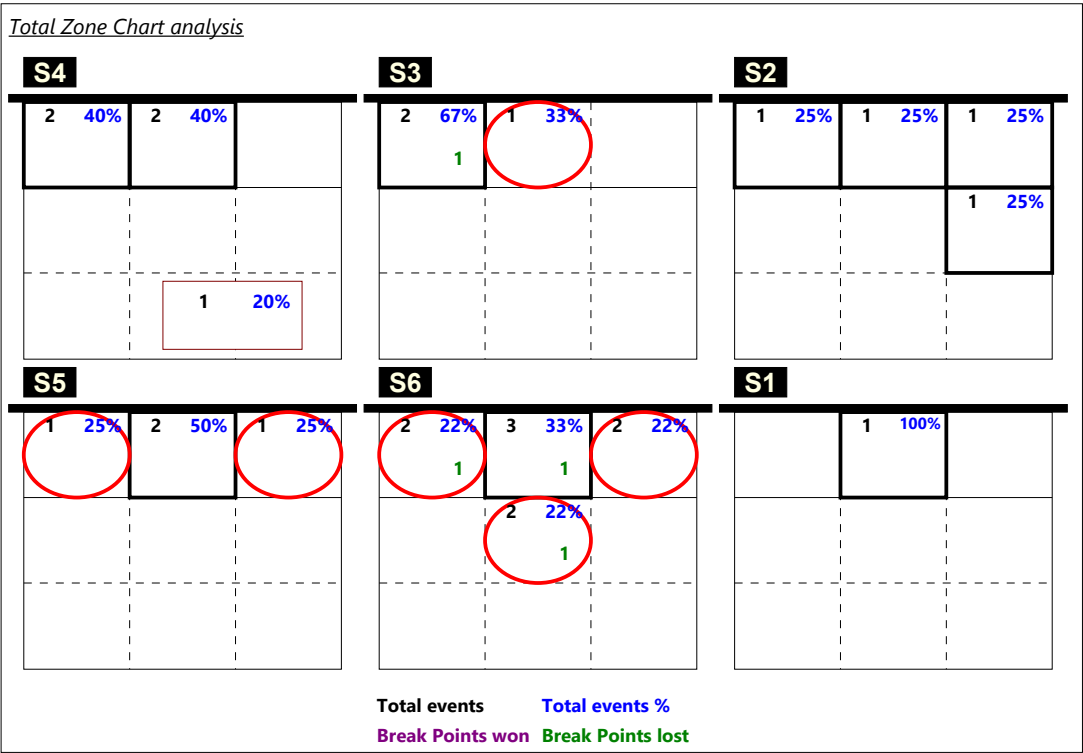 Total Zone Chart analysis
S4 S3 S2
2 40% 2 40% 2 67% 1 33% 1 25% 1 25% 1 25%
1
1 25%
1 20%
S5 S6 S1
1 25% 2 50% 1 25% 2 22% 3 33% 2 22% 1 100%
1 1
2 22%
1
Total events Total events %
Break Points won Break Points lost